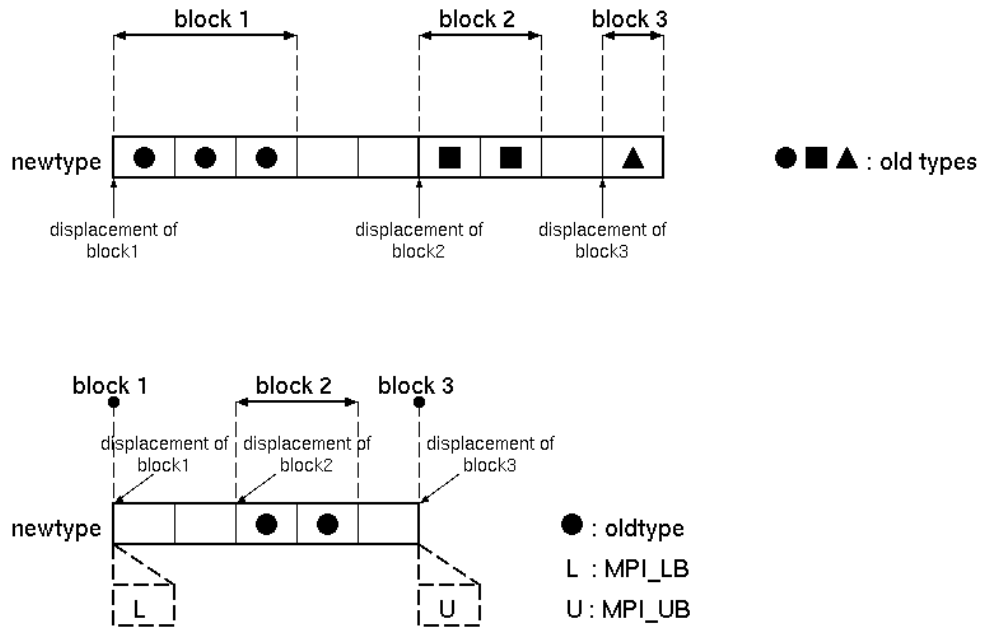 block 1
block 2
block 3
newtype
: old types
displacement of
block1
displacement of
block2
displacement of
block3
block 1
block 2
block 3
displacement of
block1
displacement of
block2
displacement of
block3
newtype
: oldtype
L : MPI_LB
L
U
U : MPI_UB